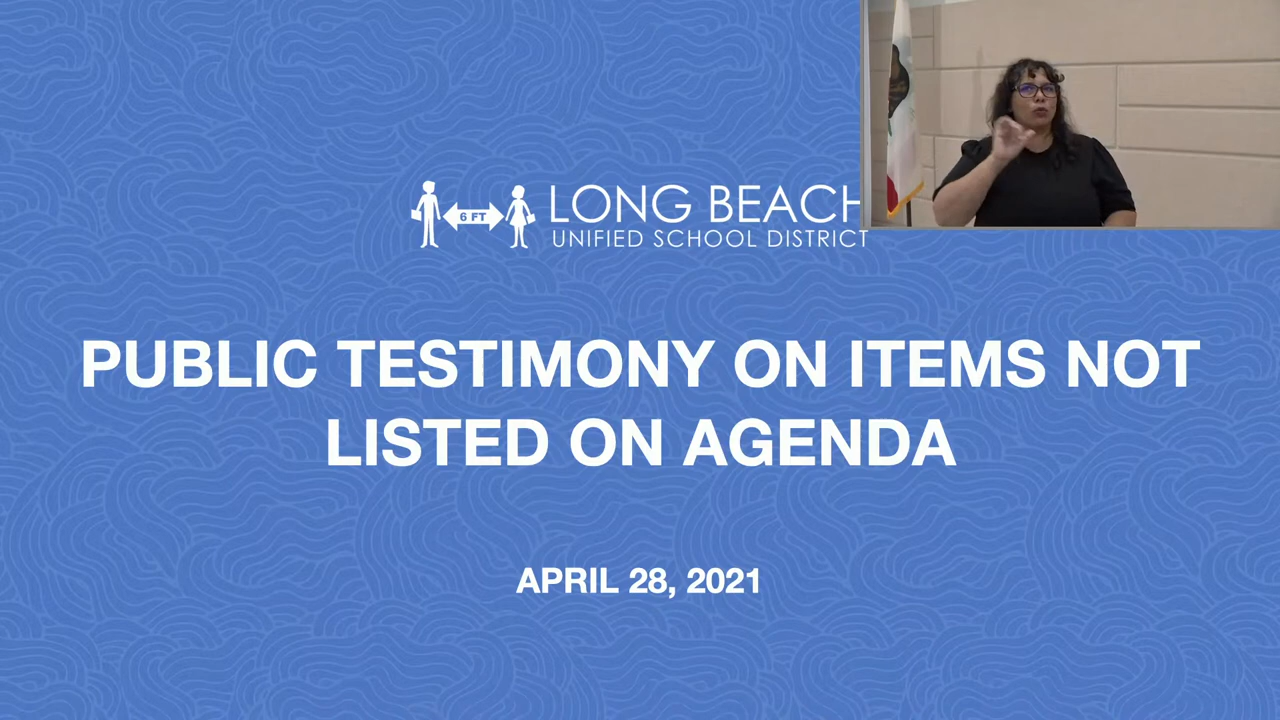 6 FT
LONG BEACH
UNIFIED SCHOOL DISTRICT
PUBLIC TESTIMONY ON ITEMS NOT
LISTED ON AGENDA
APRIL 28, 2021